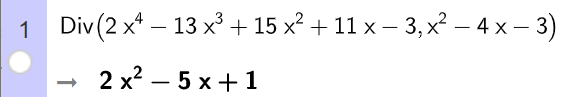 1 Div(2 x⁴ − 13 x³ + 15 x² + 11 x − 3, x² − 4 x − 3)
→ 2 x² − 5 x + 1